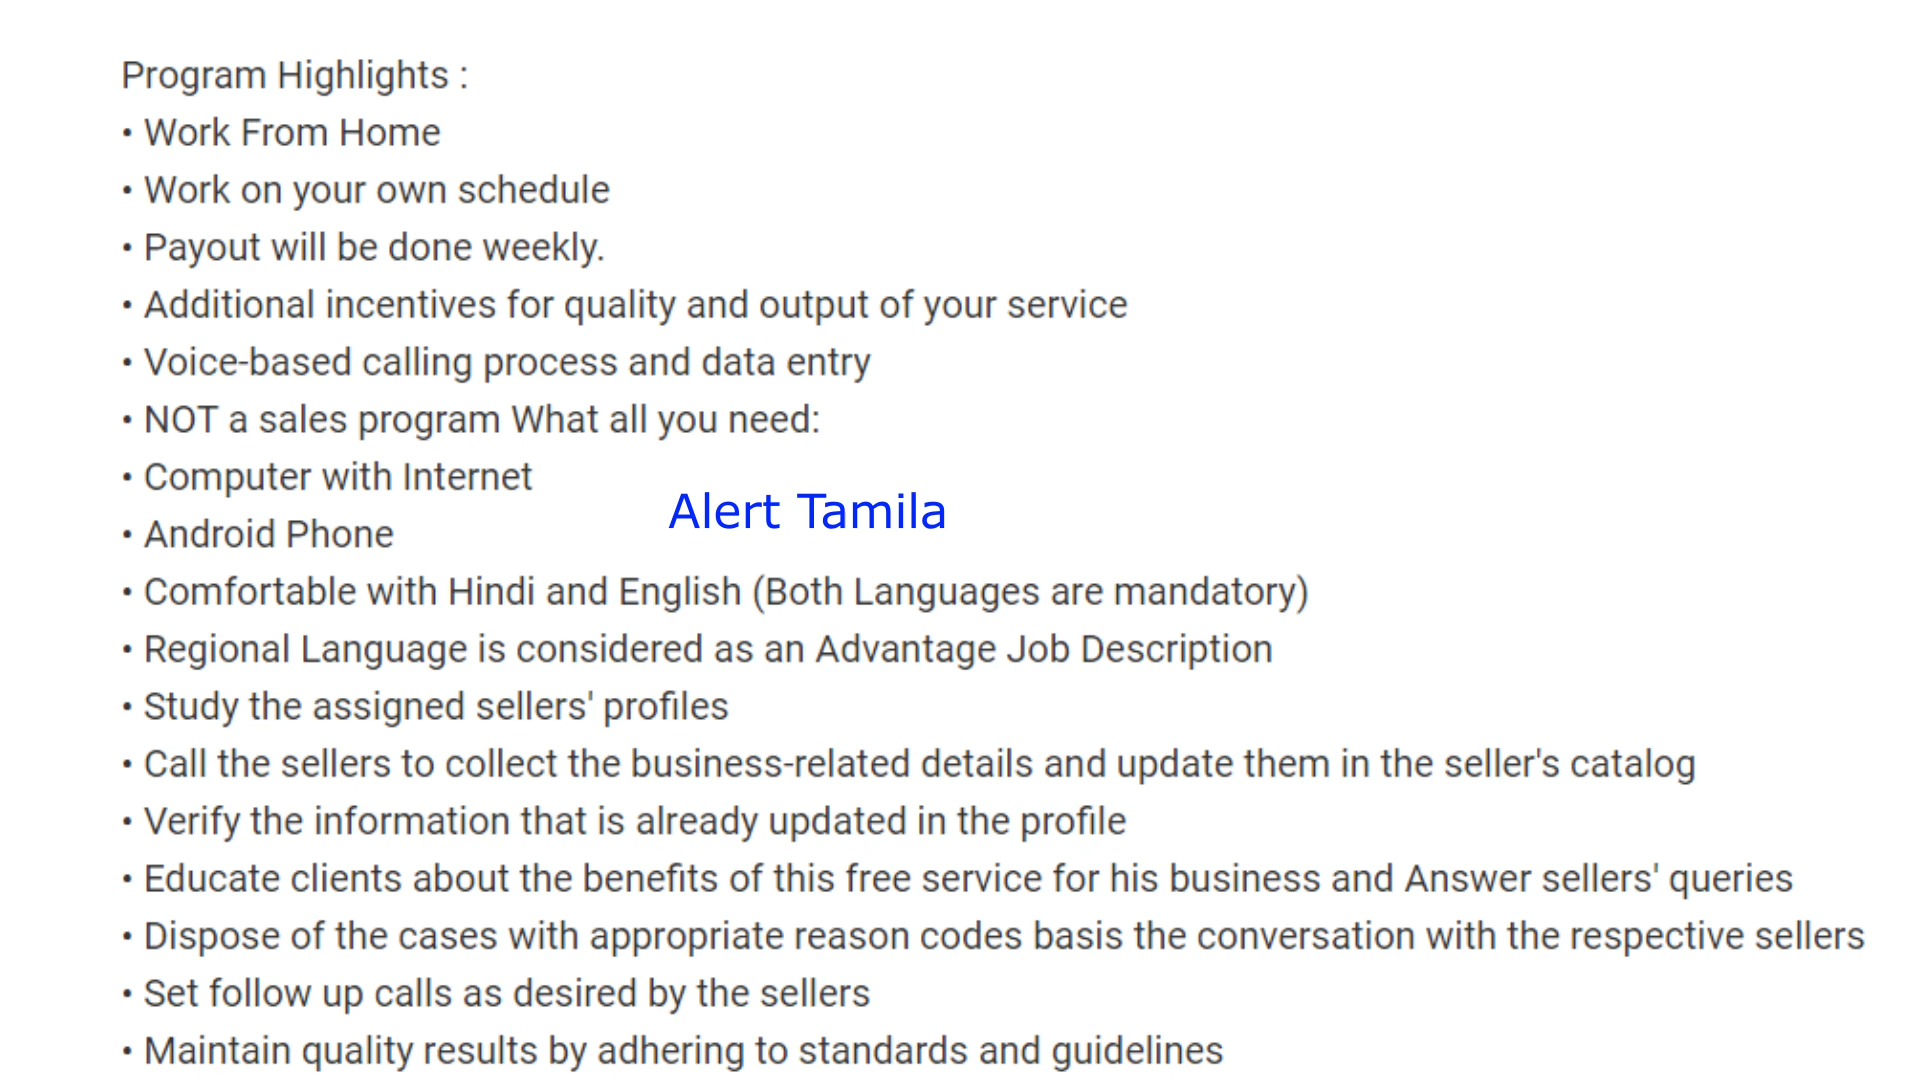 Program Highlights :
• Work From Home
• Work on your own schedule
• Payout will be done weekly.
• Additional incentives for quality and output of your service
• Voice-based calling process and data entry
• NOT a sales program What all you need:
• Computer with Internet
Alert Tamila
• Android Phone
• Comfortable with Hindi and English (Both Languages are mandatory)
• Regional Language is considered as an Advantage Job Description
• Study the assigned sellers' profiles
• Call the sellers to collect the business-related details and update them in the seller's catalog
• Verify the information that is already updated in the profile
• Educate clients about the benefits of this free service for his business and Answer sellers' queries
• Dispose of the cases with appropriate reason codes basis the conversation with the respective sellers
• Set follow up calls as desired by the sellers
• Maintain quality results by adhering to standards and guidelines